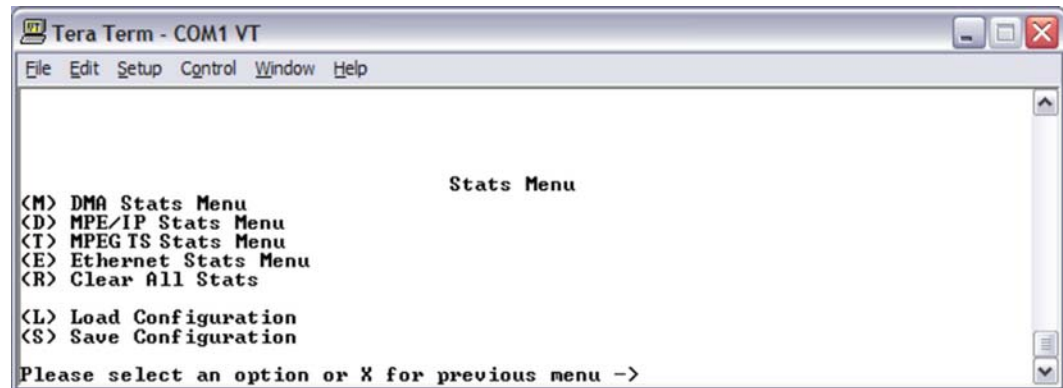 Tera Term - COM1 VT
File Edit Setup Control Window Help
Stats Menu
(M) DMA Stats Menu
(D) MPE/IP Stats Menu
(T) MPEG TS Stats Menu
(E) Ethernet Stats Menu
(R) Clear All Stats
(L) Load Configuration
(S) Save Configuration
Please select an option or X for previous menu ->